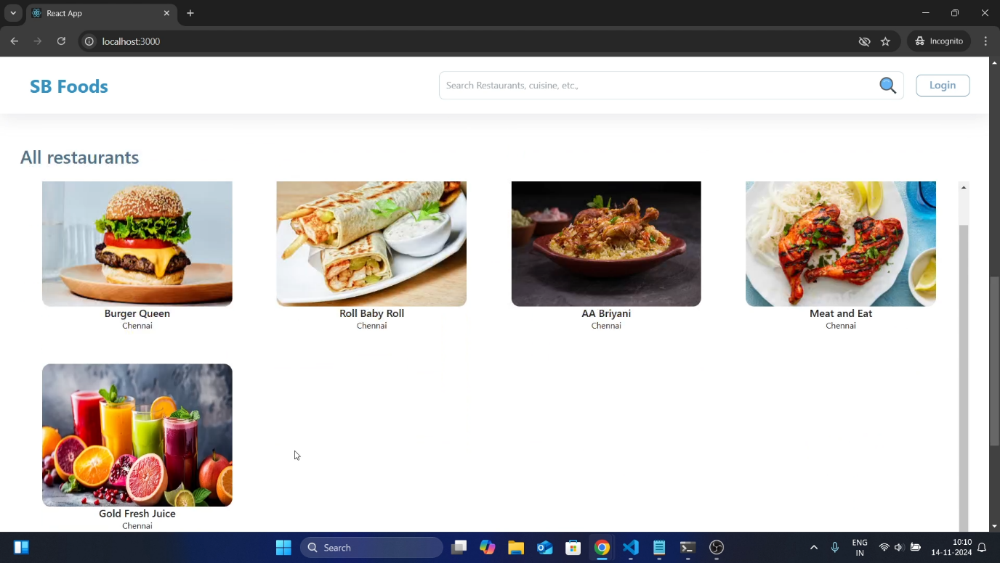 React App
localhost:3000
Incognito
SB Foods
Search Restaurants, cuisine, etc.,
Login
All restaurants
Burger Queen
Chennai
Roll Baby Roll
Chennai
AA Briyani
Chennai
Meat and Eat
Chennai
Gold Fresh Juice
Chennai
Search
ENG
IN
10:10
14-11-2024